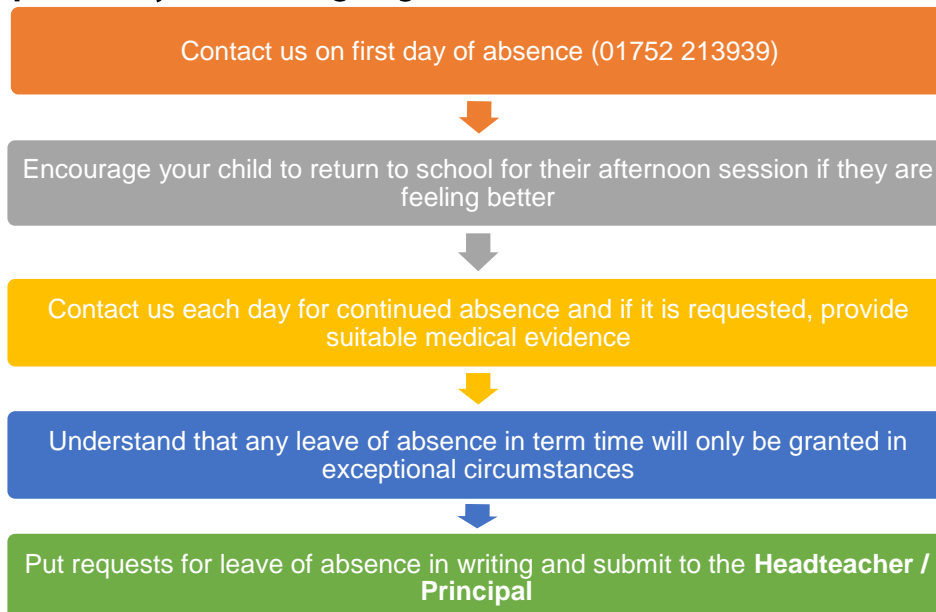 Contact us on first day of absence (01752 213939)
Encourage your child to return to school for their afternoon session if they are
feeling better
Contact us each day for continued absence and if it is requested, provide
suitable medical evidence
Understand that any leave of absence in term time will only be granted in
exceptional circumstances
Put requests for leave of absence in writing and submit to the Headteacher /
Principal